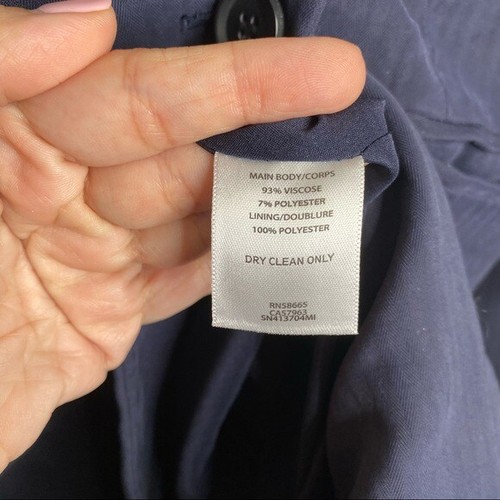 MAIN BODY/CORPS
93% VISCOSE
7% POLYESTER
LINING/DOUBLURE
100% POLYESTER
DRY CLEAN ONLY
RN58665
CA57963
SN413704MI